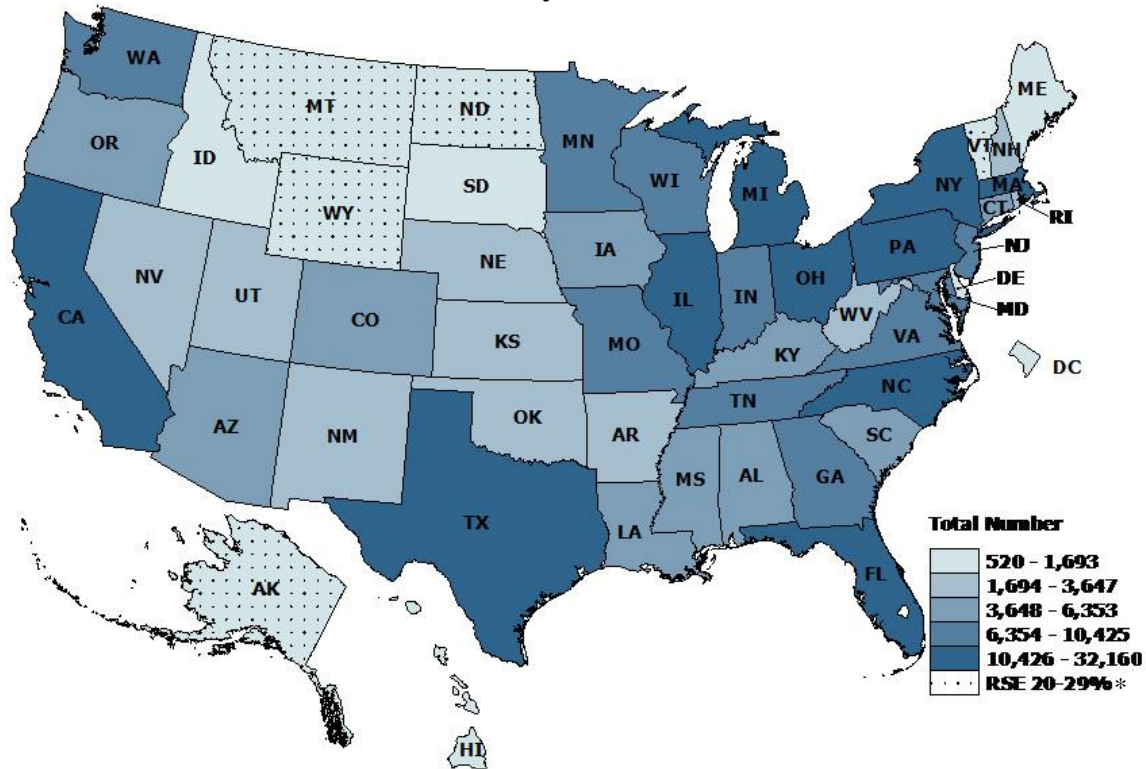 WA
MT
ND
ME
OR
ID
MN
VT
NH
SD
WI
NY
MA
WY
MI
CT
RI
NE
IA
PA
NJ
NV
UT
IL
IN
OH
DE
CA
CO
KS
MO
WV
MD
KY
VA
DC
AZ
NM
OK
AR
TN
NC
SC
MS
AL
GA
TX
LA
FL
AK
HI
Total Number
520 - 1,693
1,694 - 3,647
3,648 - 6,353
6,354 - 10,425
10,426 - 32,160
RSE 20-29%*